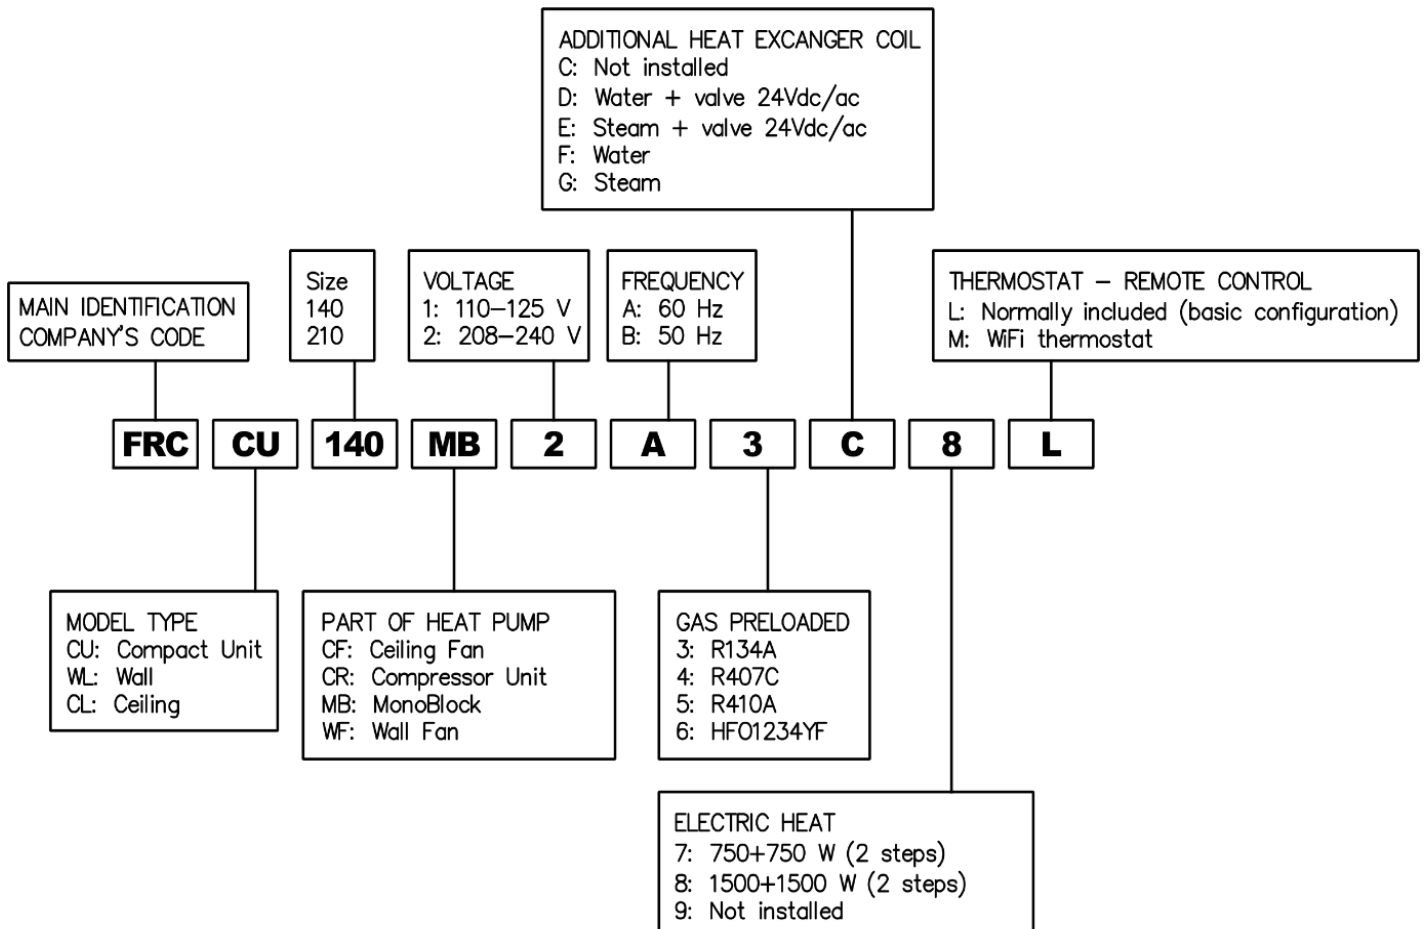 ADDITIONAL HEAT EXCANGER COIL
C: Not installed
D: Water + valve 24Vdc/ac
E: Steam + valve 24Vdc/ac
F: Water
G: Steam
MAIN IDENTIFICATION
COMPANY'S CODE
Size
140
210
VOLTAGE
1: 110–125 V
2: 208–240 V
FREQUENCY
A: 60 Hz
B: 50 Hz
THERMOSTAT – REMOTE CONTROL
L: Normally included (basic configuration)
M: WiFi thermostat
FRC CU 140 MB 2 A 3 C 8 L
MODEL TYPE
CU: Compact Unit
WL: Wall
CL: Ceiling
PART OF HEAT PUMP
CF: Ceiling Fan
CR: Compressor Unit
MB: MonoBlock
WF: Wall Fan
GAS PRELOADED
3: R134A
4: R407C
5: R410A
6: HFO1234YF
ELECTRIC HEAT
7: 750+750 W (2 steps)
8: 1500+1500 W (2 steps)
9: Not installed